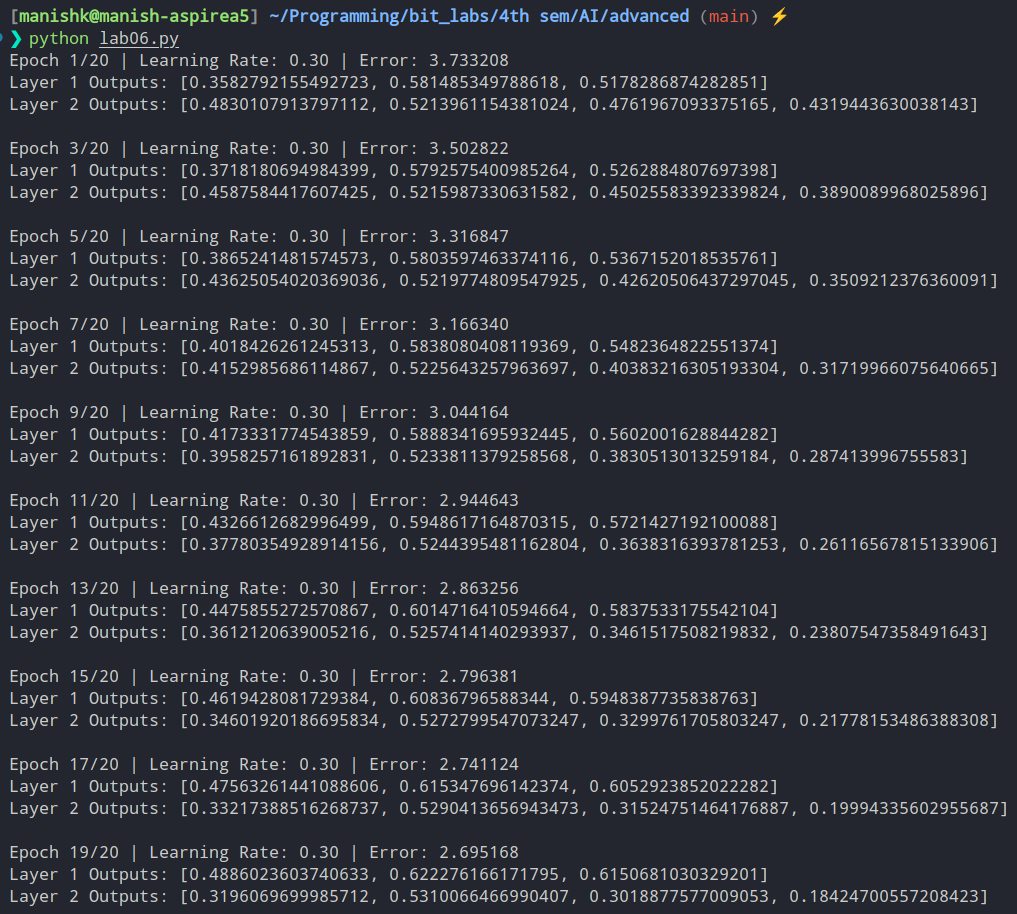 [manishk@manish-aspirea5] ~/Programming/bit_labs/4th sem/AI/advanced (main) ⚡
❯ python lab06.py
Epoch 1/20 | Learning Rate: 0.30 | Error: 3.733208
Layer 1 Outputs: [0.3582792155492723, 0.581485349788618, 0.5178286874282851]
Layer 2 Outputs: [0.4830107913797112, 0.5213961154381024, 0.4761967093375165, 0.4319443630038143]

Epoch 3/20 | Learning Rate: 0.30 | Error: 3.502822
Layer 1 Outputs: [0.3718180694984399, 0.5792575400985264, 0.5262884807697398]
Layer 2 Outputs: [0.4587584417607425, 0.5215987330631582, 0.45025583392339824, 0.3890089968025896]

Epoch 5/20 | Learning Rate: 0.30 | Error: 3.316847
Layer 1 Outputs: [0.3865241481574573, 0.5803597463374116, 0.5367152018535761]
Layer 2 Outputs: [0.43625054020369036, 0.5219774809547925, 0.42620506437297045, 0.3509212376360091]

Epoch 7/20 | Learning Rate: 0.30 | Error: 3.166340
Layer 1 Outputs: [0.4018426261245313, 0.5838080408119369, 0.5482364822551374]
Layer 2 Outputs: [0.4152985686114867, 0.5225643257963697, 0.40383216305193304, 0.31719966075640665]

Epoch 9/20 | Learning Rate: 0.30 | Error: 3.044164
Layer 1 Outputs: [0.4173331774543859, 0.5888341695932445, 0.5602001628844282]
Layer 2 Outputs: [0.3958257161892831, 0.5233811379258568, 0.3830513013259184, 0.287413996755583]

Epoch 11/20 | Learning Rate: 0.30 | Error: 2.944643
Layer 1 Outputs: [0.4326612682996499, 0.5948617164870315, 0.5721427192100088]
Layer 2 Outputs: [0.37780354928914156, 0.5244395481162804, 0.3638316393781253, 0.26116567815133906]

Epoch 13/20 | Learning Rate: 0.30 | Error: 2.863256
Layer 1 Outputs: [0.4475855272570867, 0.6014716410594664, 0.5837533175542104]
Layer 2 Outputs: [0.3612120639005216, 0.5257414140293937, 0.3461517508219832, 0.23807547358491643]

Epoch 15/20 | Learning Rate: 0.30 | Error: 2.796381
Layer 1 Outputs: [0.4619428081729384, 0.60836796588344, 0.5948387735838763]
Layer 2 Outputs: [0.34601920186695834, 0.5272799547073247, 0.3299761705803247, 0.21778153486388308]

Epoch 17/20 | Learning Rate: 0.30 | Error: 2.741124
Layer 1 Outputs: [0.47563261441088606, 0.615347696142374, 0.6052923852022282]
Layer 2 Outputs: [0.33217388516268737, 0.5290413656943473, 0.31524751464176887, 0.19994335602955687]

Epoch 19/20 | Learning Rate: 0.30 | Error: 2.695168
Layer 1 Outputs: [0.4886023603740633, 0.622276166171795, 0.6150681030329201]
Layer 2 Outputs: [0.3196069699985712, 0.5310066466990407, 0.3018877577009053, 0.18424700557208423]